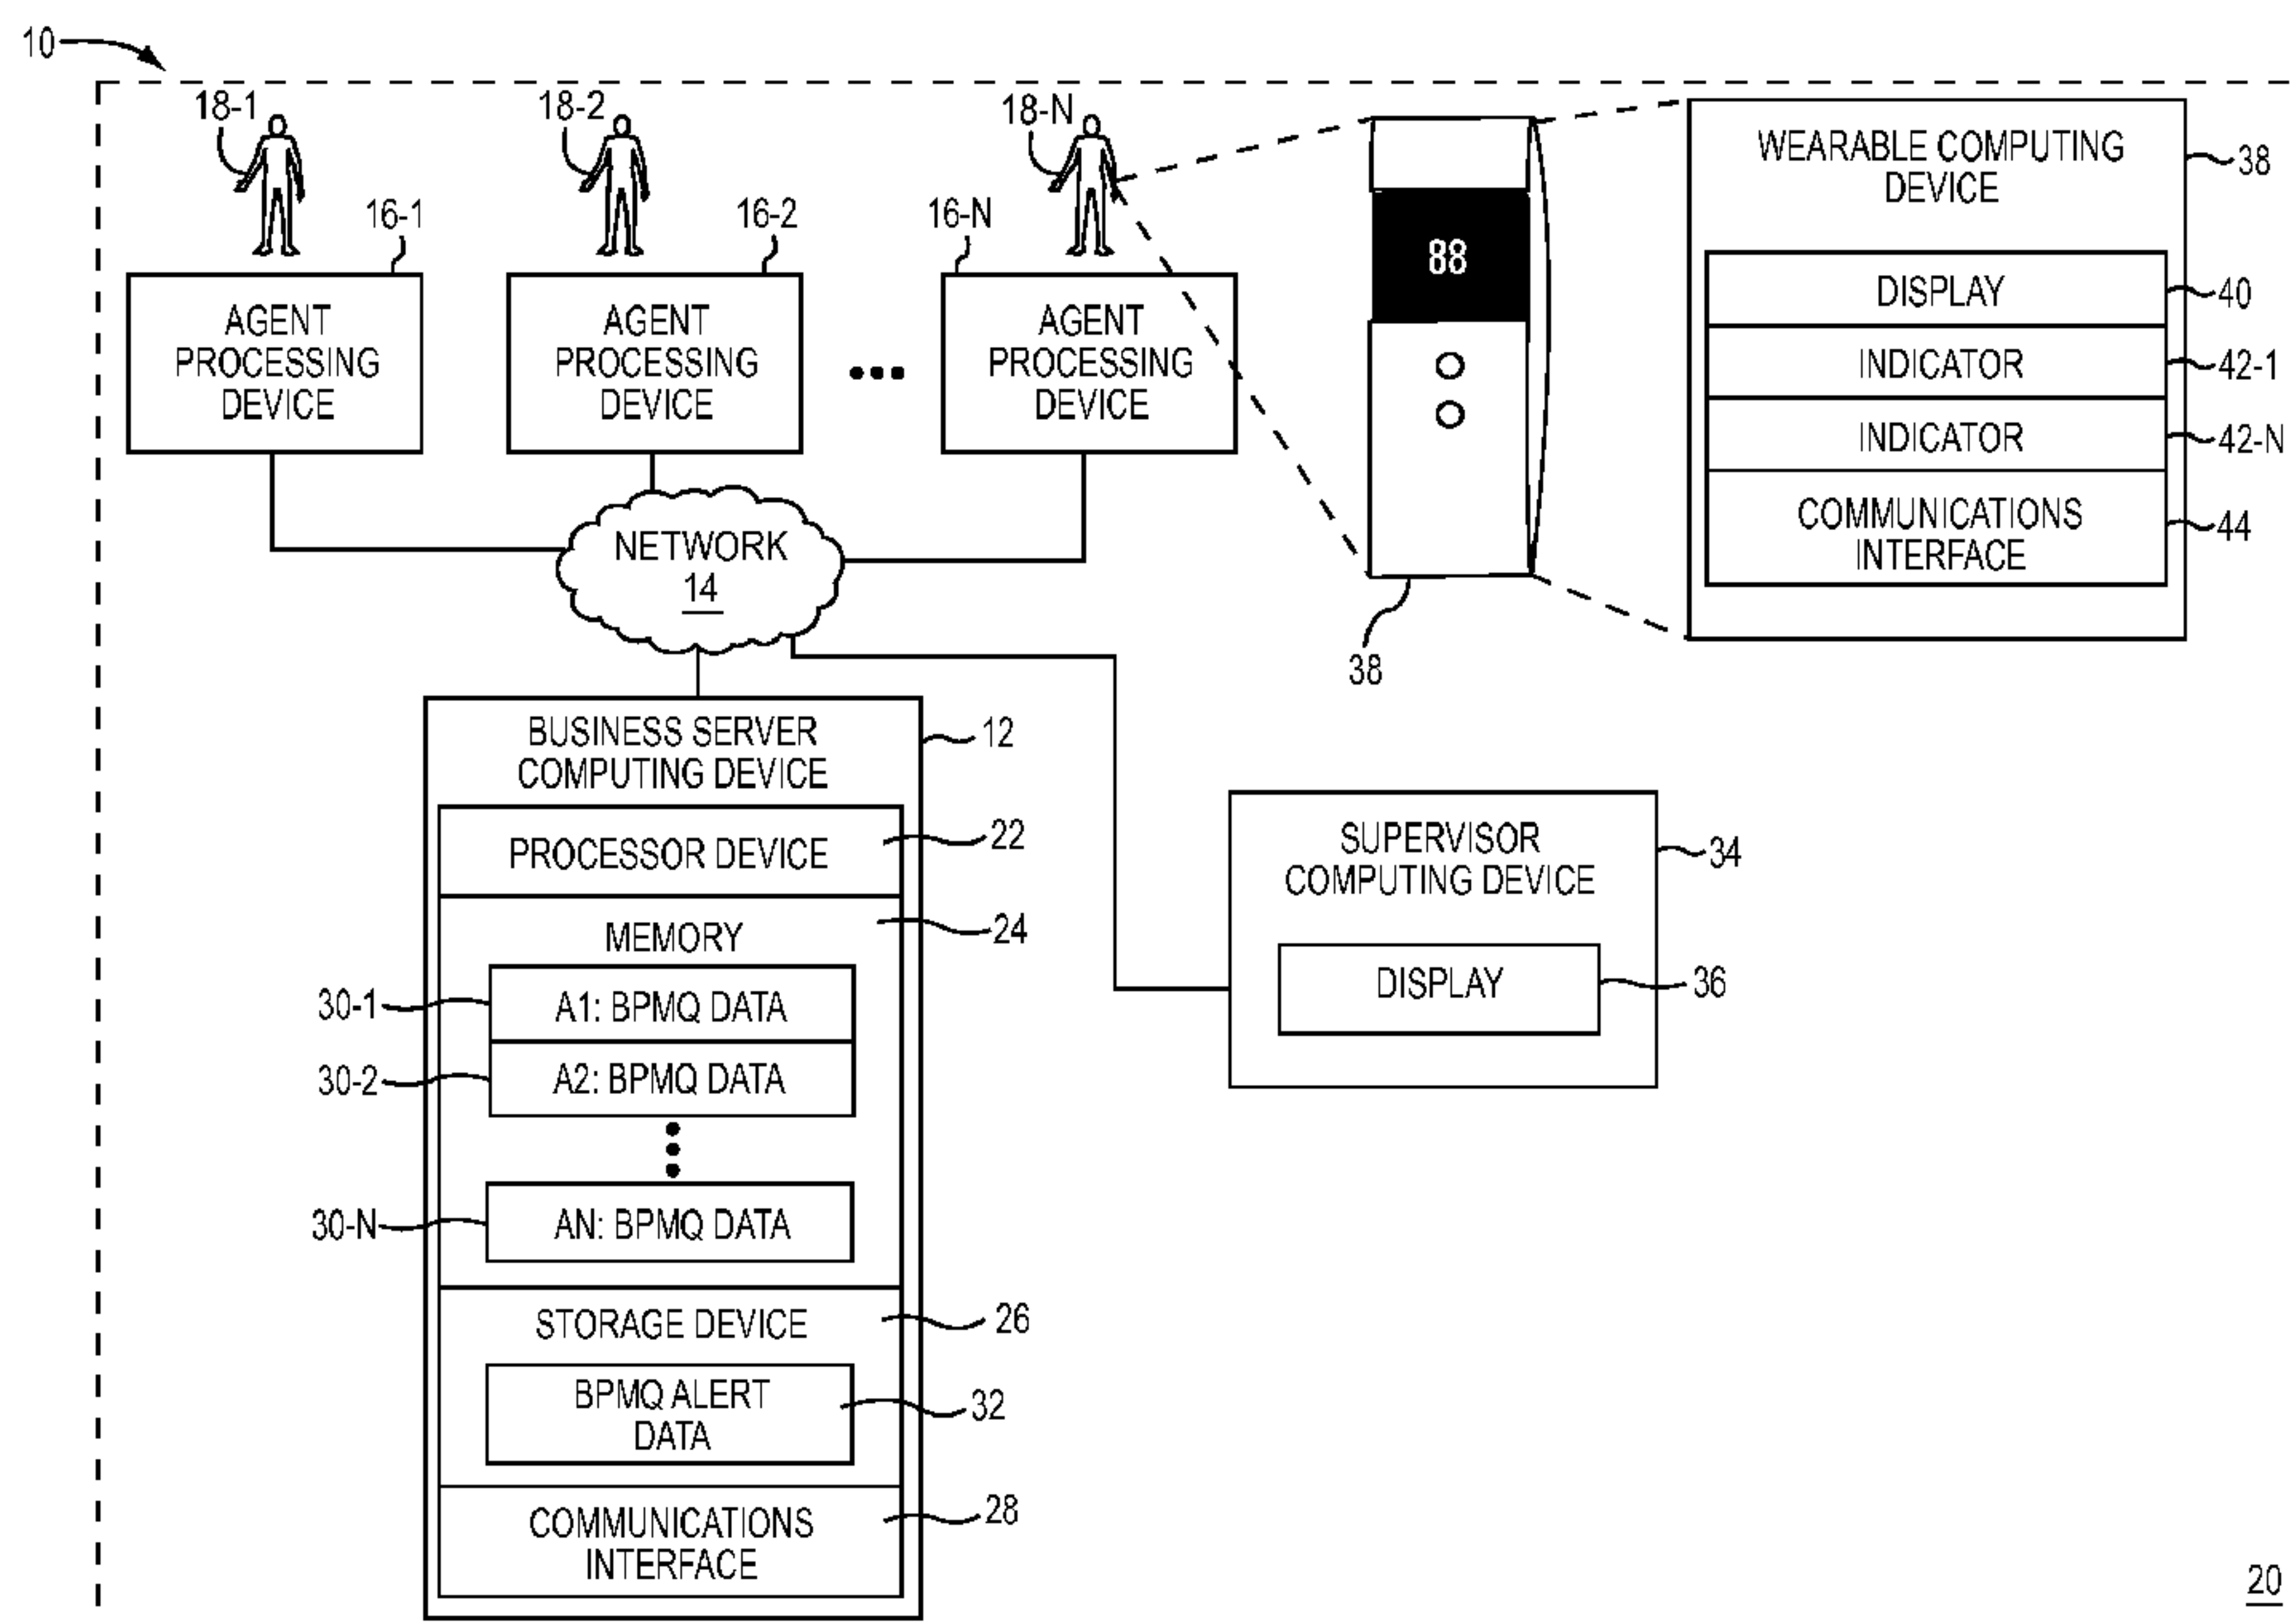 10
18-1
18-2
18-N
16-1
16-2
16-N
AGENT
PROCESSING
DEVICE
AGENT
PROCESSING
DEVICE
AGENT
PROCESSING
DEVICE
88
38
WEARABLE COMPUTING
DEVICE
38
DISPLAY
40
INDICATOR
42-1
INDICATOR
42-N
COMMUNICATIONS
INTERFACE
44
NETWORK
14
BUSINESS SERVER
COMPUTING DEVICE
12
PROCESSOR DEVICE
22
MEMORY
24
30-1
A1: BPMQ DATA
30-2
A2: BPMQ DATA
30-N
AN: BPMQ DATA
STORAGE DEVICE
26
BPMQ ALERT
DATA
32
COMMUNICATIONS
INTERFACE
28
SUPERVISOR
COMPUTING DEVICE
34
DISPLAY
36
20